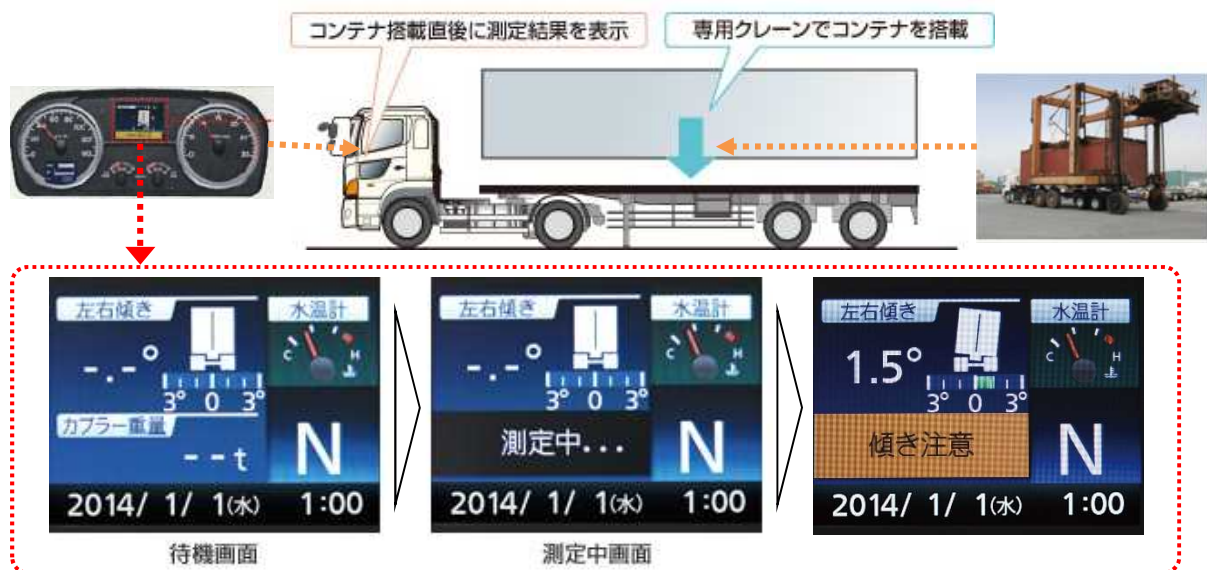 コンテナ搭載直後に測定結果を表示
専用クレーンでコンテナを搭載
左右傾き
水温計
-.-°
C
H
3° 0 3°
カプラー重量
--t
N
2014/ 1/ 1(水) 1:00
待機画面
左右傾き
水温計
-.-°
C
H
3° 0 3°
測定中...
N
2014/ 1/ 1(水) 1:00
測定中画面
左右傾き
水温計
1.5°
C
H
3° 0 3°
傾き注意
N
2014/ 1/ 1(水) 1:00